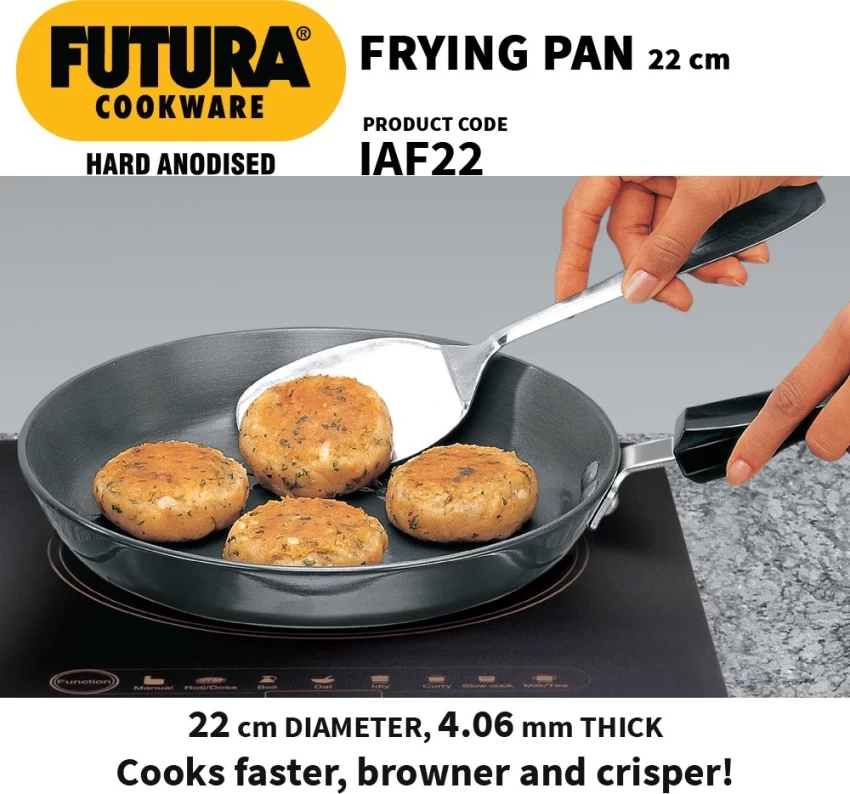 FUTURA®
COOKWARE
HARD ANODISED
FRYING PAN 22 cm
PRODUCT CODE
IAF22
Function
Manual Roti/Dosa Boil Dal Idly Curry Slow cook Milk/Tea
22 cm DIAMETER, 4.06 mm THICK
Cooks faster, browner and crisper!